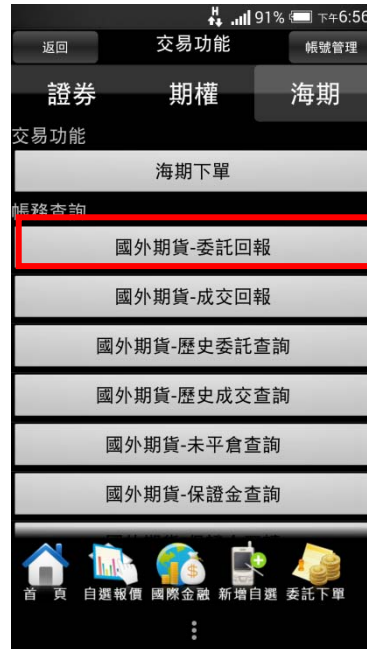 H 91% 下午6:56
返回 交易功能 帳號管理
證券 期權 海期
交易功能
海期下單
帳務查詢
國外期貨-委託回報
國外期貨-成交回報
國外期貨-歷史委託查詢
國外期貨-歷史成交查詢
國外期貨-未平倉查詢
國外期貨-保證金查詢
首 頁 自選報價 國際金融 新增自選 委託下單